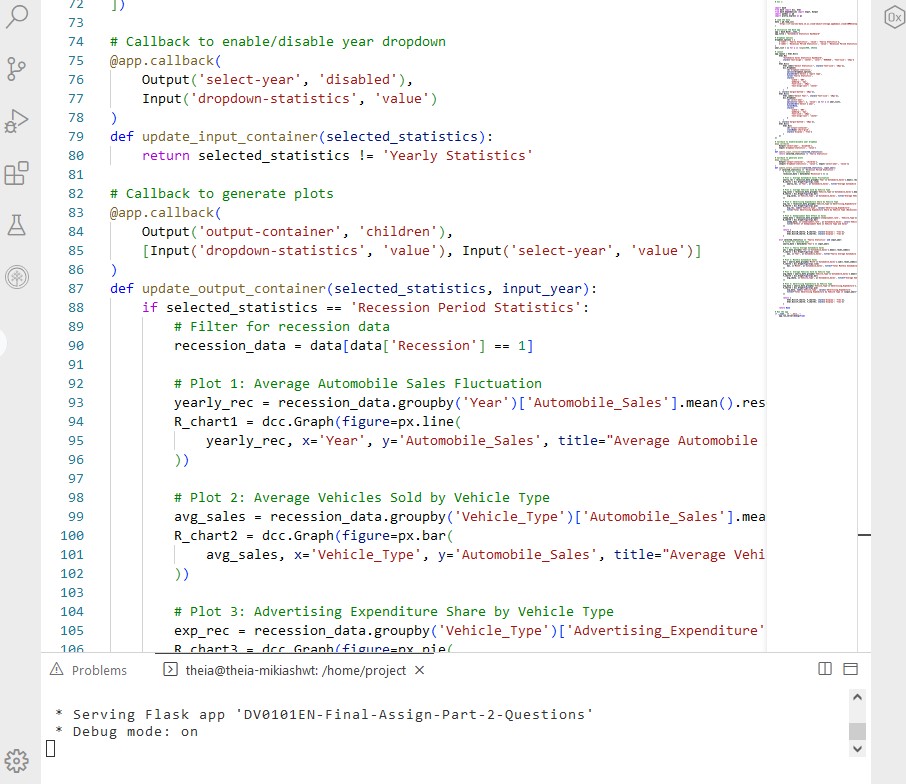 72 ])
73
74 # Callback to enable/disable year dropdown
75 @app.callback(
76     Output('select-year', 'disabled'),
77     Input('dropdown-statistics', 'value')
78 )
79 def update_input_container(selected_statistics):
80     return selected_statistics != 'Yearly Statistics'
81
82 # Callback to generate plots
83 @app.callback(
84     Output('output-container', 'children'),
85     [Input('dropdown-statistics', 'value'), Input('select-year', 'value')]
86 )
87 def update_output_container(selected_statistics, input_year):
88     if selected_statistics == 'Recession Period Statistics':
89         # Filter for recession data
90         recession_data = data[data['Recession'] == 1]
91
92         # Plot 1: Average Automobile Sales Fluctuation
93         yearly_rec = recession_data.groupby('Year')['Automobile_Sales'].mean().res
94         R_chart1 = dcc.Graph(figure=px.line(
95             yearly_rec, x='Year', y='Automobile_Sales', title="Average Automobile
96         ))
97
98         # Plot 2: Average Vehicles Sold by Vehicle Type
99         avg_sales = recession_data.groupby('Vehicle_Type')['Automobile_Sales'].mea
100         R_chart2 = dcc.Graph(figure=px.bar(
101             avg_sales, x='Vehicle_Type', y='Automobile_Sales', title="Average Vehi
102         ))
103
104         # Plot 3: Advertising Expenditure Share by Vehicle Type
105         exp_rec = recession_data.groupby('Vehicle_Type')['Advertising_Expenditure'
106         R_chart3 = dcc.Graph(figure=px.pie(
Problems theia@theia-mikiashwt: /home/project
* Serving Flask app 'DV0101EN-Final-Assign-Part-2-Questions'
* Debug mode: on
0x